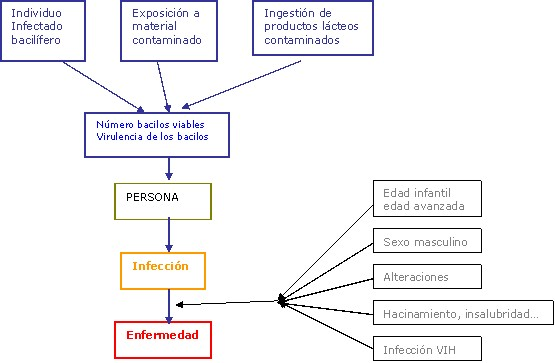 Individuo
Infectado
bacilífero
Exposición a
material
contaminado
Ingestión de
productos lácteos
contaminados
Número bacilos viables
Virulencia de los bacilos
PERSONA
Infección
Enfermedad
Edad infantil
edad avanzada
Sexo masculino
Alteraciones
Hacinamiento, insalubridad...
Infección VIH